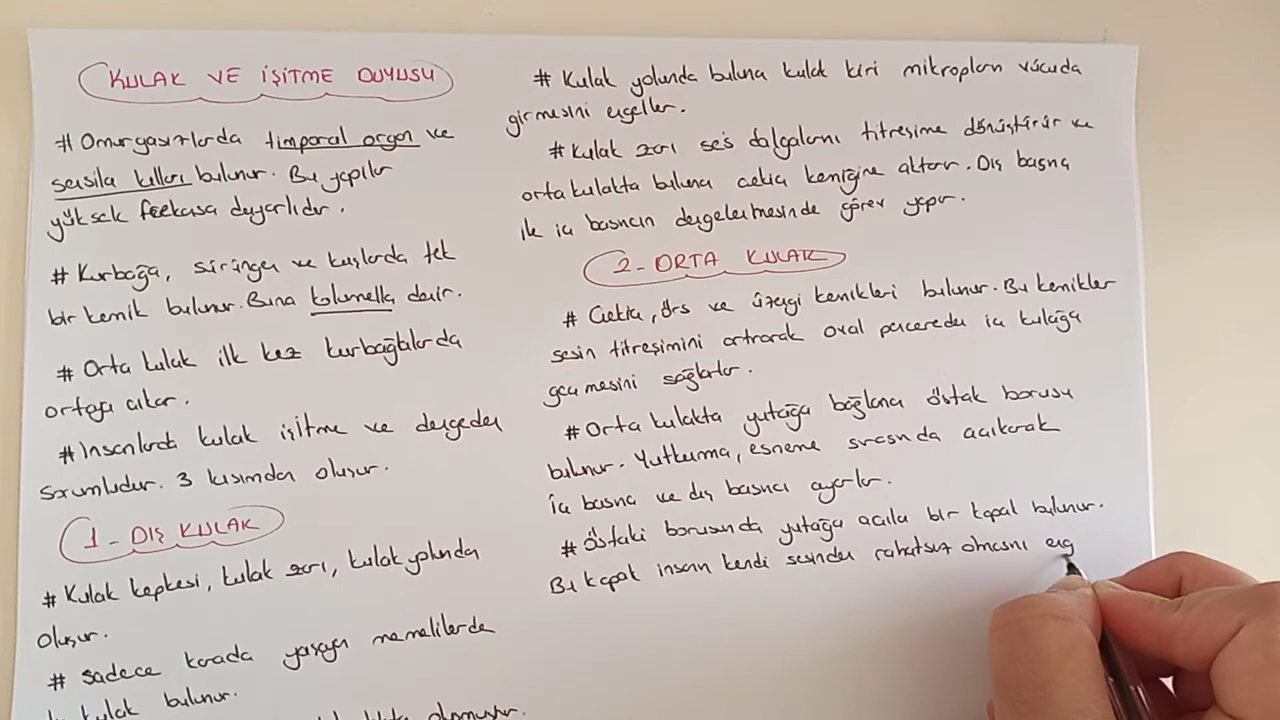 KULAK VE İŞİTME DUYUSU
# Omurgasızlarda timporal organ ve
sensila kılları bulunur. Bu yapılar
yüksek frekansa duyarlıdır.
# Kurbağa, sürüngen ve kuşlarda tek
bir kemik bulunur. Buna kolumella denir.
# Orta kulak ilk kez kurbağalarda
ortaya çıkar.
# İnsanlarda kulak işitme ve dengeden
sorumludur. 3 kısımdan oluşur.
1 - DIŞ KULAK
# Kulak kepçesi, kulak zarı, kulak yolundan
oluşur.
# Sadece karada yaşayan memelilerde
kulak bulunur.
# Kulak yolunda bulunan kulak kiri mikropların vücuda
girmesini engeller.
# Kulak zarı ses dalgalarını titreşime dönüştürür ve
orta kulakta bulunan çekiç kemiğine aktarır. Dış basınç
ile iç basıncın dengelenmesinde görev yapar.
2 - ORTA KULAK
# Çekiç, örs ve üzengi kemikleri bulunur. Bu kemikler
sesin titreşimini artırarak oval pencereden iç kulağa
geçmesini sağlarlar.
# Orta kulakta yutağa bağlanan östaki borusu
bulunur. Yutkunma, esneme sırasında açılarak
iç basınç ve dış basıncı ayarlar.
# Östaki borusunda yutağa açılan bir kapak bulunur.
Bu kapak insanın kendi sesinden rahatsız olmasını eng